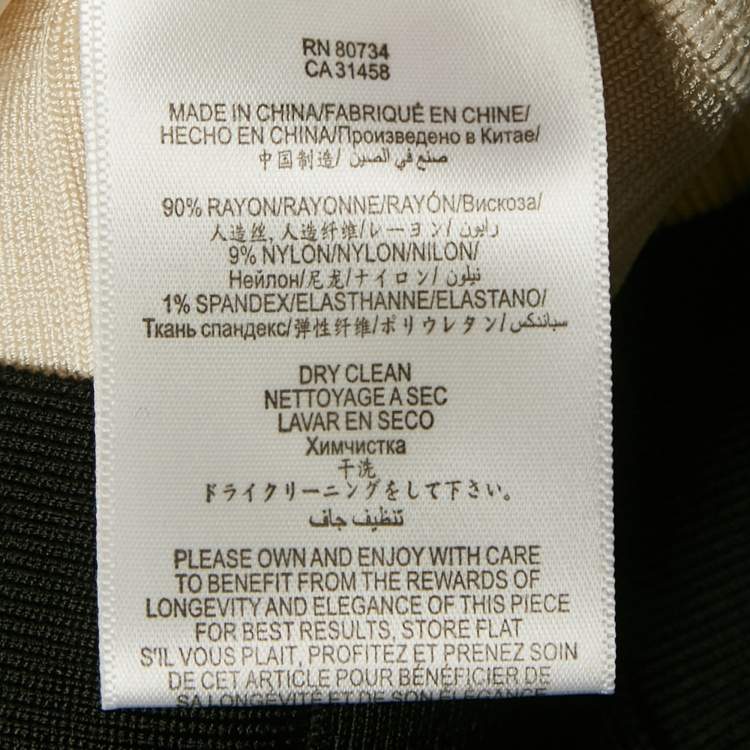 RN 80734
CA 31458
MADE IN CHINA/FABRIQUÉ EN CHINE/
HECHO EN CHINA/Произведено в Китае/
中国制造/ صنع في الصين
90% RAYON/RAYONNE/RAYÓN/Вискоза/
人造丝, 人造纤维/レーヨン/ رايون
9% NYLON/NYLON/NILON/
Нейлон/尼龙/ナイロン/ نيلون
1% SPANDEX/ELASTHANNE/ELASTANO/
Ткань спандекс/弹性纤维/ポリウレタン/ سباندكس
DRY CLEAN
NETTOYAGE A SEC
LAVAR EN SECO
Химчистка
干洗
ドライクリーニングをして下さい。
تنظيف جاف
PLEASE OWN AND ENJOY WITH CARE
TO BENEFIT FROM THE REWARDS OF
LONGEVITY AND ELEGANCE OF THIS PIECE
FOR BEST RESULTS, STORE FLAT
S'IL VOUS PLAIT, PROFITEZ ET PRENEZ SOIN
DE CET ARTICLE POUR BÉNÉFICIER DE
SA LONGÉVITÉ ET DE SON ÉLÉGANCE